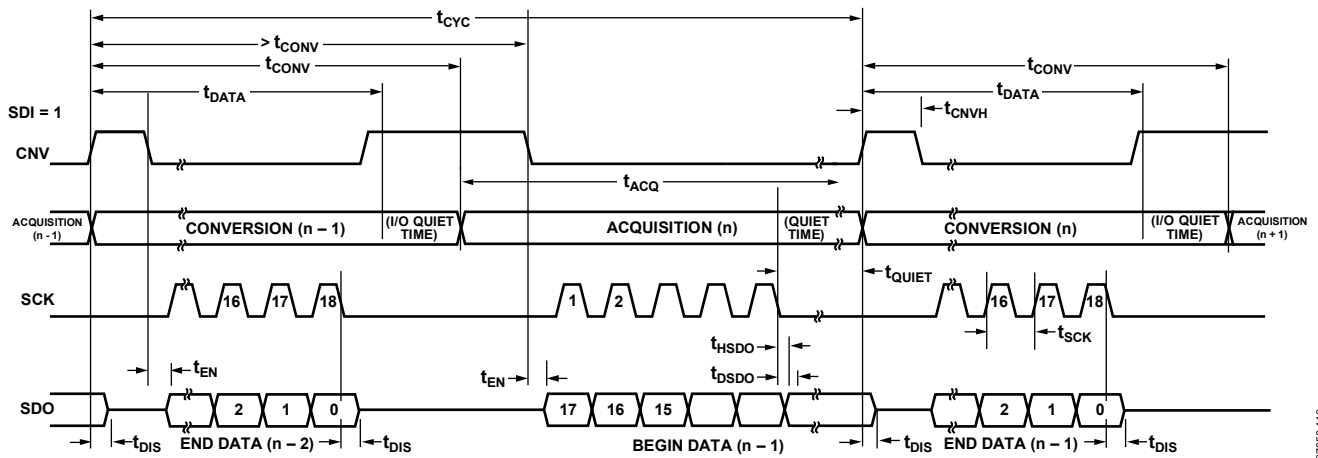 tCYC
> tCONV
tCONV
tCONV
tDATA
tDATA
SDI = 1
tCNVH
CNV
tACQ
ACQUISITION (n - 1)
CONVERSION (n – 1)
(I/O QUIET TIME)
ACQUISITION (n)
(QUIET TIME)
CONVERSION (n)
(I/O QUIET TIME)
ACQUISITION (n + 1)
tQUIET
SCK
16 17 18
1 2
16 17 18
tHSDO
tSCK
tEN
tEN
tDSDO
SDO
2 1 0
17 16 15
2 1 0
tDIS
END DATA (n – 2)
tDIS
BEGIN DATA (n – 1)
tDIS
END DATA (n – 1)
tDIS